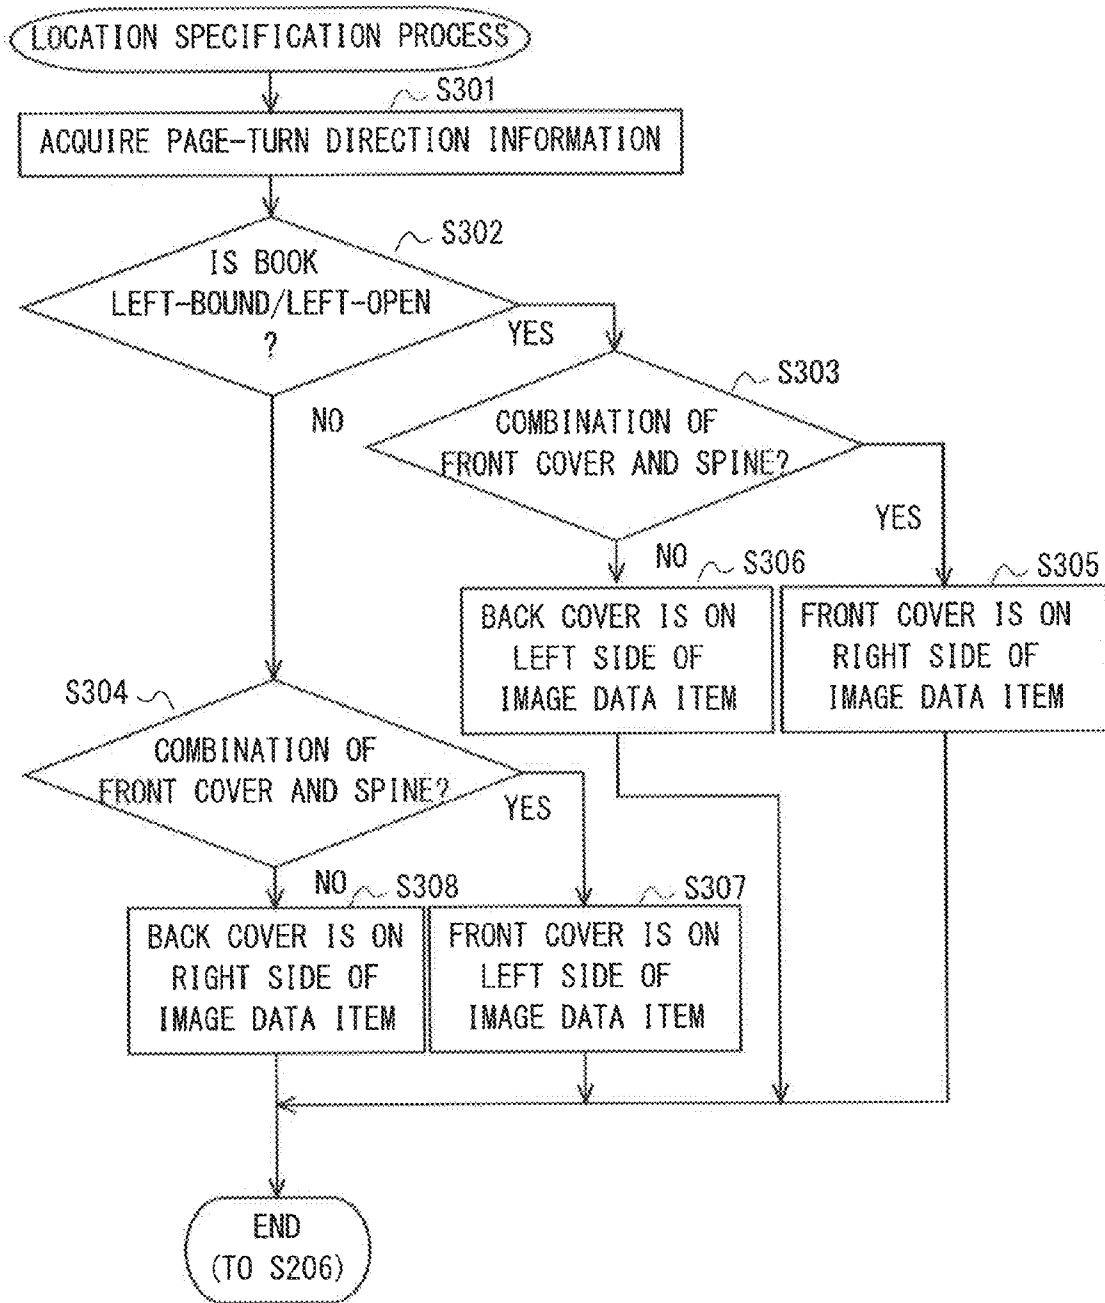 LOCATION SPECIFICATION PROCESS
S301
ACQUIRE PAGE-TURN DIRECTION INFORMATION
S302
IS BOOK
LEFT-BOUND/LEFT-OPEN
?
YES
NO
S303
COMBINATION OF
FRONT COVER AND SPINE?
YES
NO
S306
BACK COVER IS ON
LEFT SIDE OF
IMAGE DATA ITEM
S305
FRONT COVER IS ON
RIGHT SIDE OF
IMAGE DATA ITEM
S304
COMBINATION OF
FRONT COVER AND SPINE?
YES
NO
S308
BACK COVER IS ON
RIGHT SIDE OF
IMAGE DATA ITEM
S307
FRONT COVER IS ON
LEFT SIDE OF
IMAGE DATA ITEM
END
(TO S206)